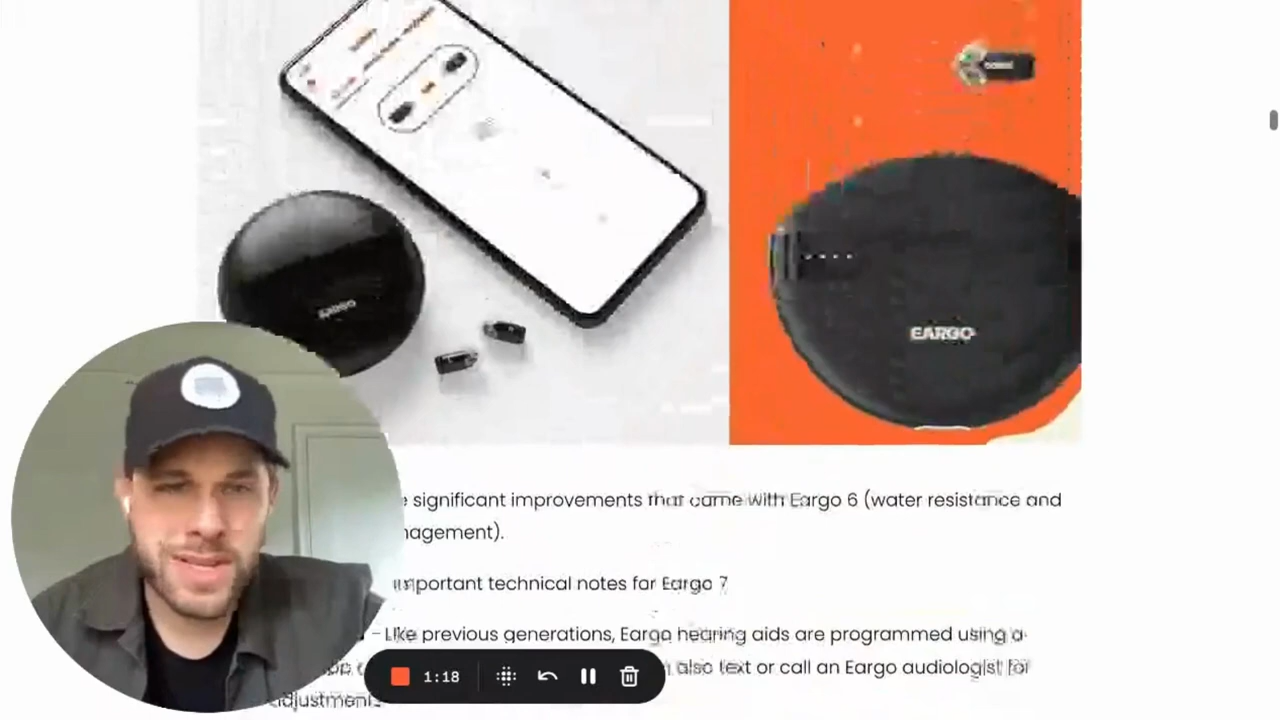 EARGO
EARGO
significant improvements that came with Eargo 6 (water resistance and
nagement).
important technical notes for Eargo 7
– Like previous generations, Eargo hearing aids are programmed using a
also text or call an Eargo audiologist for
adjustments
1:18